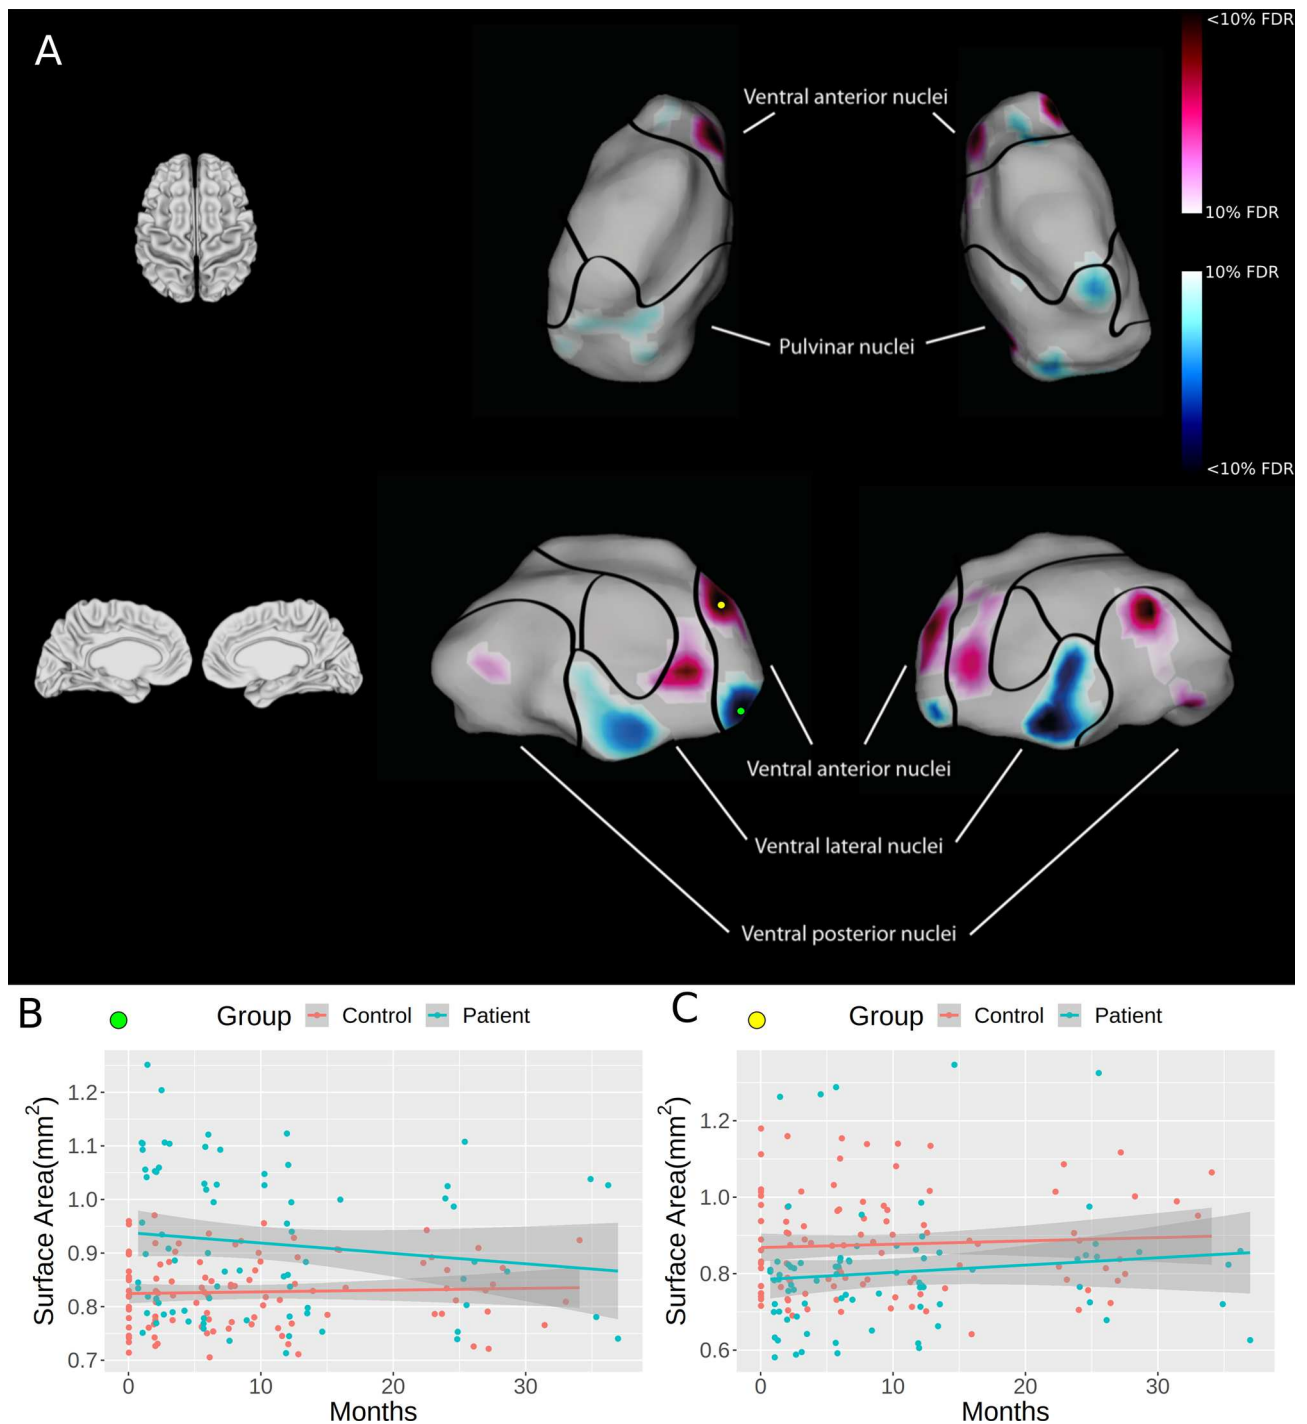 A
<10% FDR
Ventral anterior nuclei
10% FDR
10% FDR
Pulvinar nuclei
<10% FDR
Ventral anterior nuclei
Ventral lateral nuclei
Ventral posterior nuclei
B
Group Control Patient
Surface Area(mm²)
1.2
1.1
1.0
0.9
0.8
0.7
0 10 20 30
Months
C
Group Control Patient
Surface Area(mm²)
1.2
1.0
0.8
0.6
0 10 20 30
Months